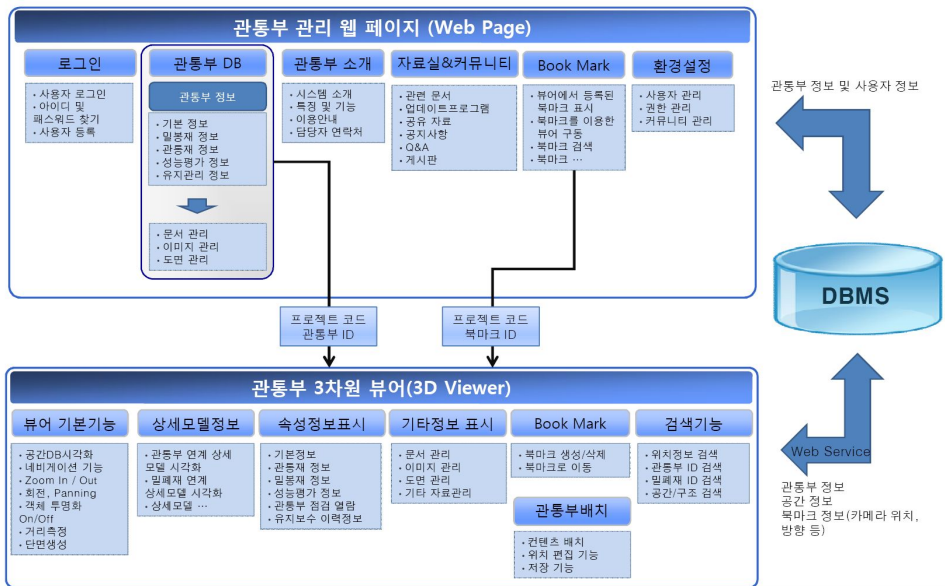 관통부 관리 웹 페이지 (Web Page)
로그인
• 사용자 로그인
• 아이디 및
패스워드 찾기
• 사용자 등록
관통부 DB
관통부 정보
• 기본 정보
• 밀봉재 정보
• 관통재 정보
• 성능평가 정보
• 유지관리 정보
• 문서 관리
• 이미지 관리
• 도면 관리
관통부 소개
• 시스템 소개
• 특징 및 기능
• 이용안내
• 담당자 연락처
자료실&커뮤니티
• 관련 문서
• 업데이트프로그램
• 공유 자료
• 공지사항
• Q&A
• 게시판
Book Mark
• 뷰어에서 등록된
북마크 표시
• 북마크를 이용한
뷰어 구동
• 북마크 검색
• 북마크 ...
환경설정
• 사용자 관리
• 권한 관리
• 커뮤니티 관리
관통부 정보 및 사용자 정보
DBMS
프로젝트 코드
관통부 ID
프로젝트 코드
북마크 ID
관통부 3차원 뷰어(3D Viewer)
뷰어 기본기능
• 공간DB시각화
• 네비게이션 기능
• Zoom In / Out
• 회전, Panning
• 객체 투명화
On/Off
• 거리측정
• 단면생성
상세모델정보
• 관통부 연계 상세
모델 시각화
• 밀폐재 연계
상세모델 시각화
• 상세모델 ...
속성정보표시
• 기본정보
• 관통재 정보
• 밀봉재 정보
• 성능평가 정보
• 관통부 점검 열람
• 유지보수 이력정보
기타정보 표시
• 문서 관리
• 이미지 관리
• 도면 관리
• 기타 자료관리
Book Mark
• 북마크 생성/삭제
• 북마크로 이동
관통부배치
• 컨텐츠 배치
• 위치 편집 기능
• 저장 기능
검색기능
• 위치정보 검색
• 관통부 ID 검색
• 밀폐재 ID 검색
• 공간/구조 검색
Web Service
관통부 정보
공간 정보
북마크 정보(카메라 위치,
방향 등)